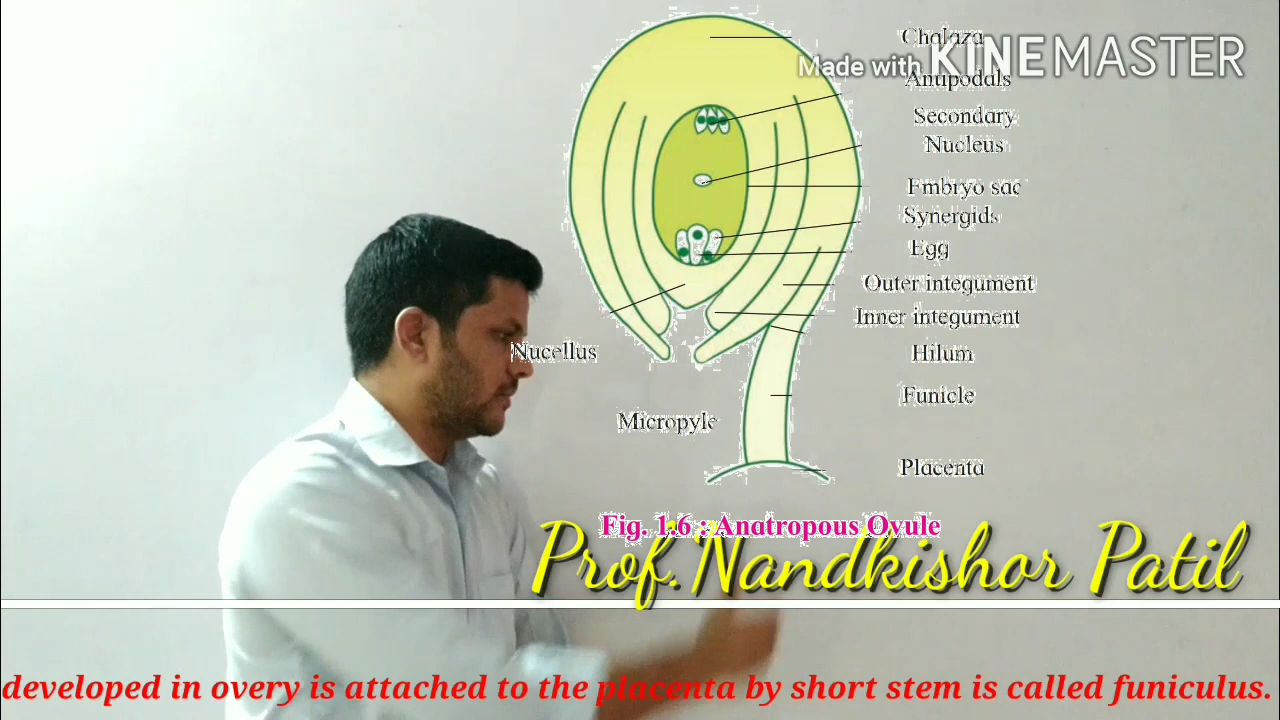 Chalaza
Made with KINEMASTER
Anupodals
Secondary
Nucleus
Embryo sac
Synergids
Egg
Outer integument
Inner integument
Nucellus
Hilum
Funicle
Micropyle
Placenta
Fig. 1.6 : Anatropous Ovule
Prof. Nandkishor Patil
developed in overy is attached to the placenta by short stem is called funiculus.